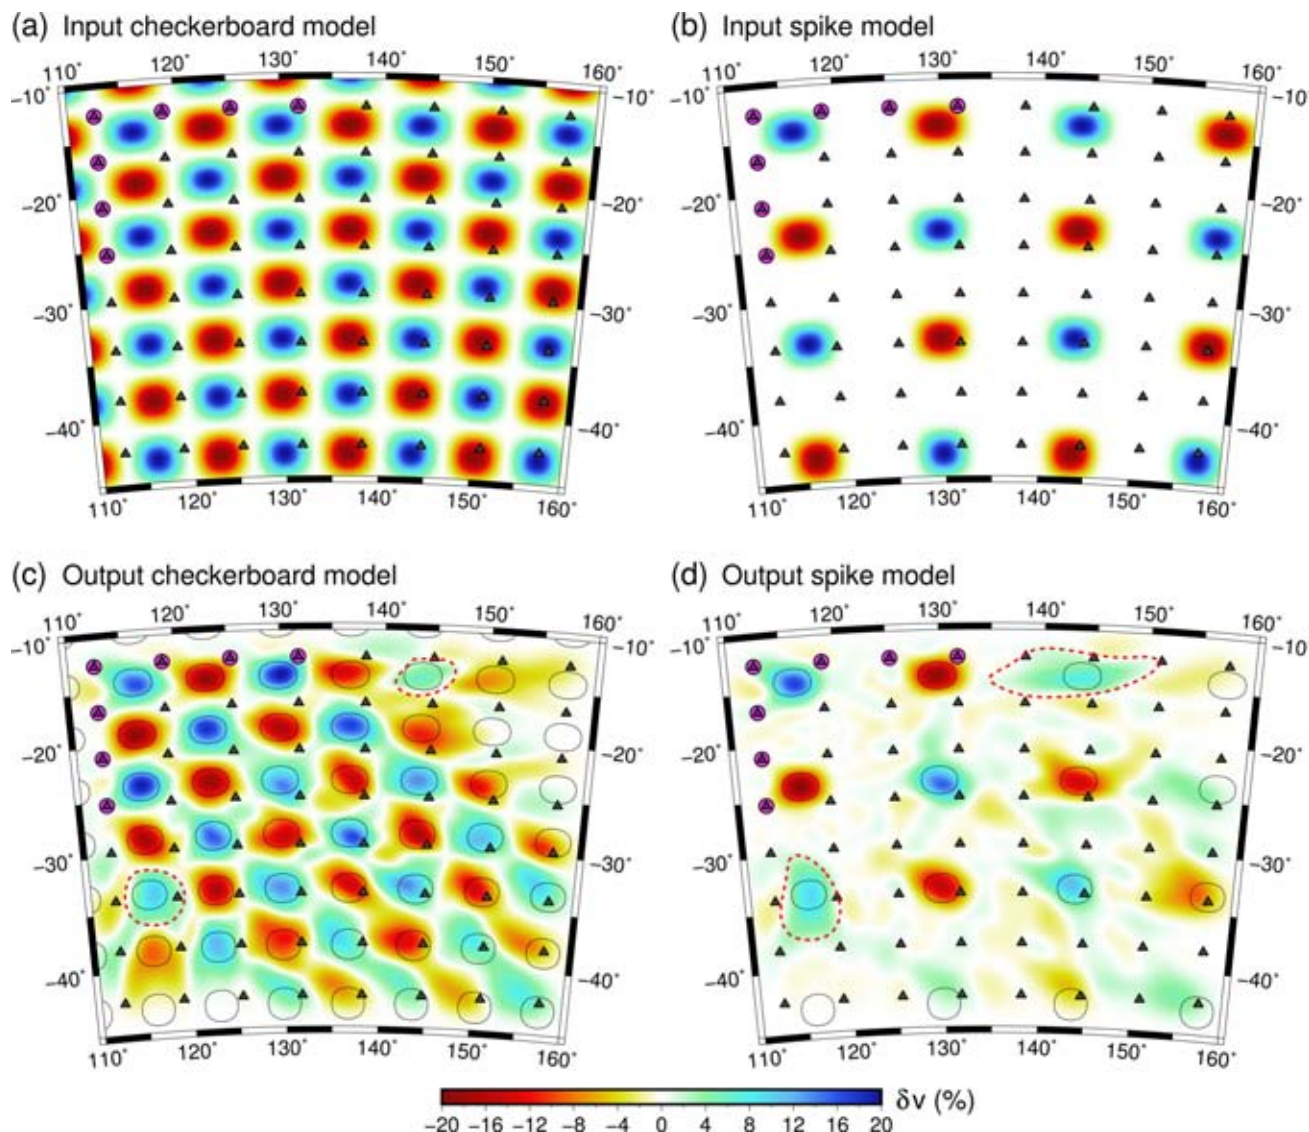 (a) Input checkerboard model
(b) Input spike model
110° 120° 130° 140° 150° 160°
110° 120° 130° 140° 150° 160°
−10° −10° −10°
−20° −20° −20° −20°
−30° −30° −30° −30°
−40° −40° −40° −40°
110° 120° 130° 140° 150° 160°
110° 120° 130° 140° 150° 160°
(c) Output checkerboard model
(d) Output spike model
110° 120° 130° 140° 150° 160°
110° 120° 130° 140° 150° 160°
−10° −10° −10°
−20° −20° −20° −20°
−30° −30° −30° −30°
−40° −40° −40° −40°
110° 120° 130° 140° 150° 160°
110° 120° 130° 140° 150° 160°
δv (%)
−20 −16 −12 −8 −4 0 4 8 12 16 20